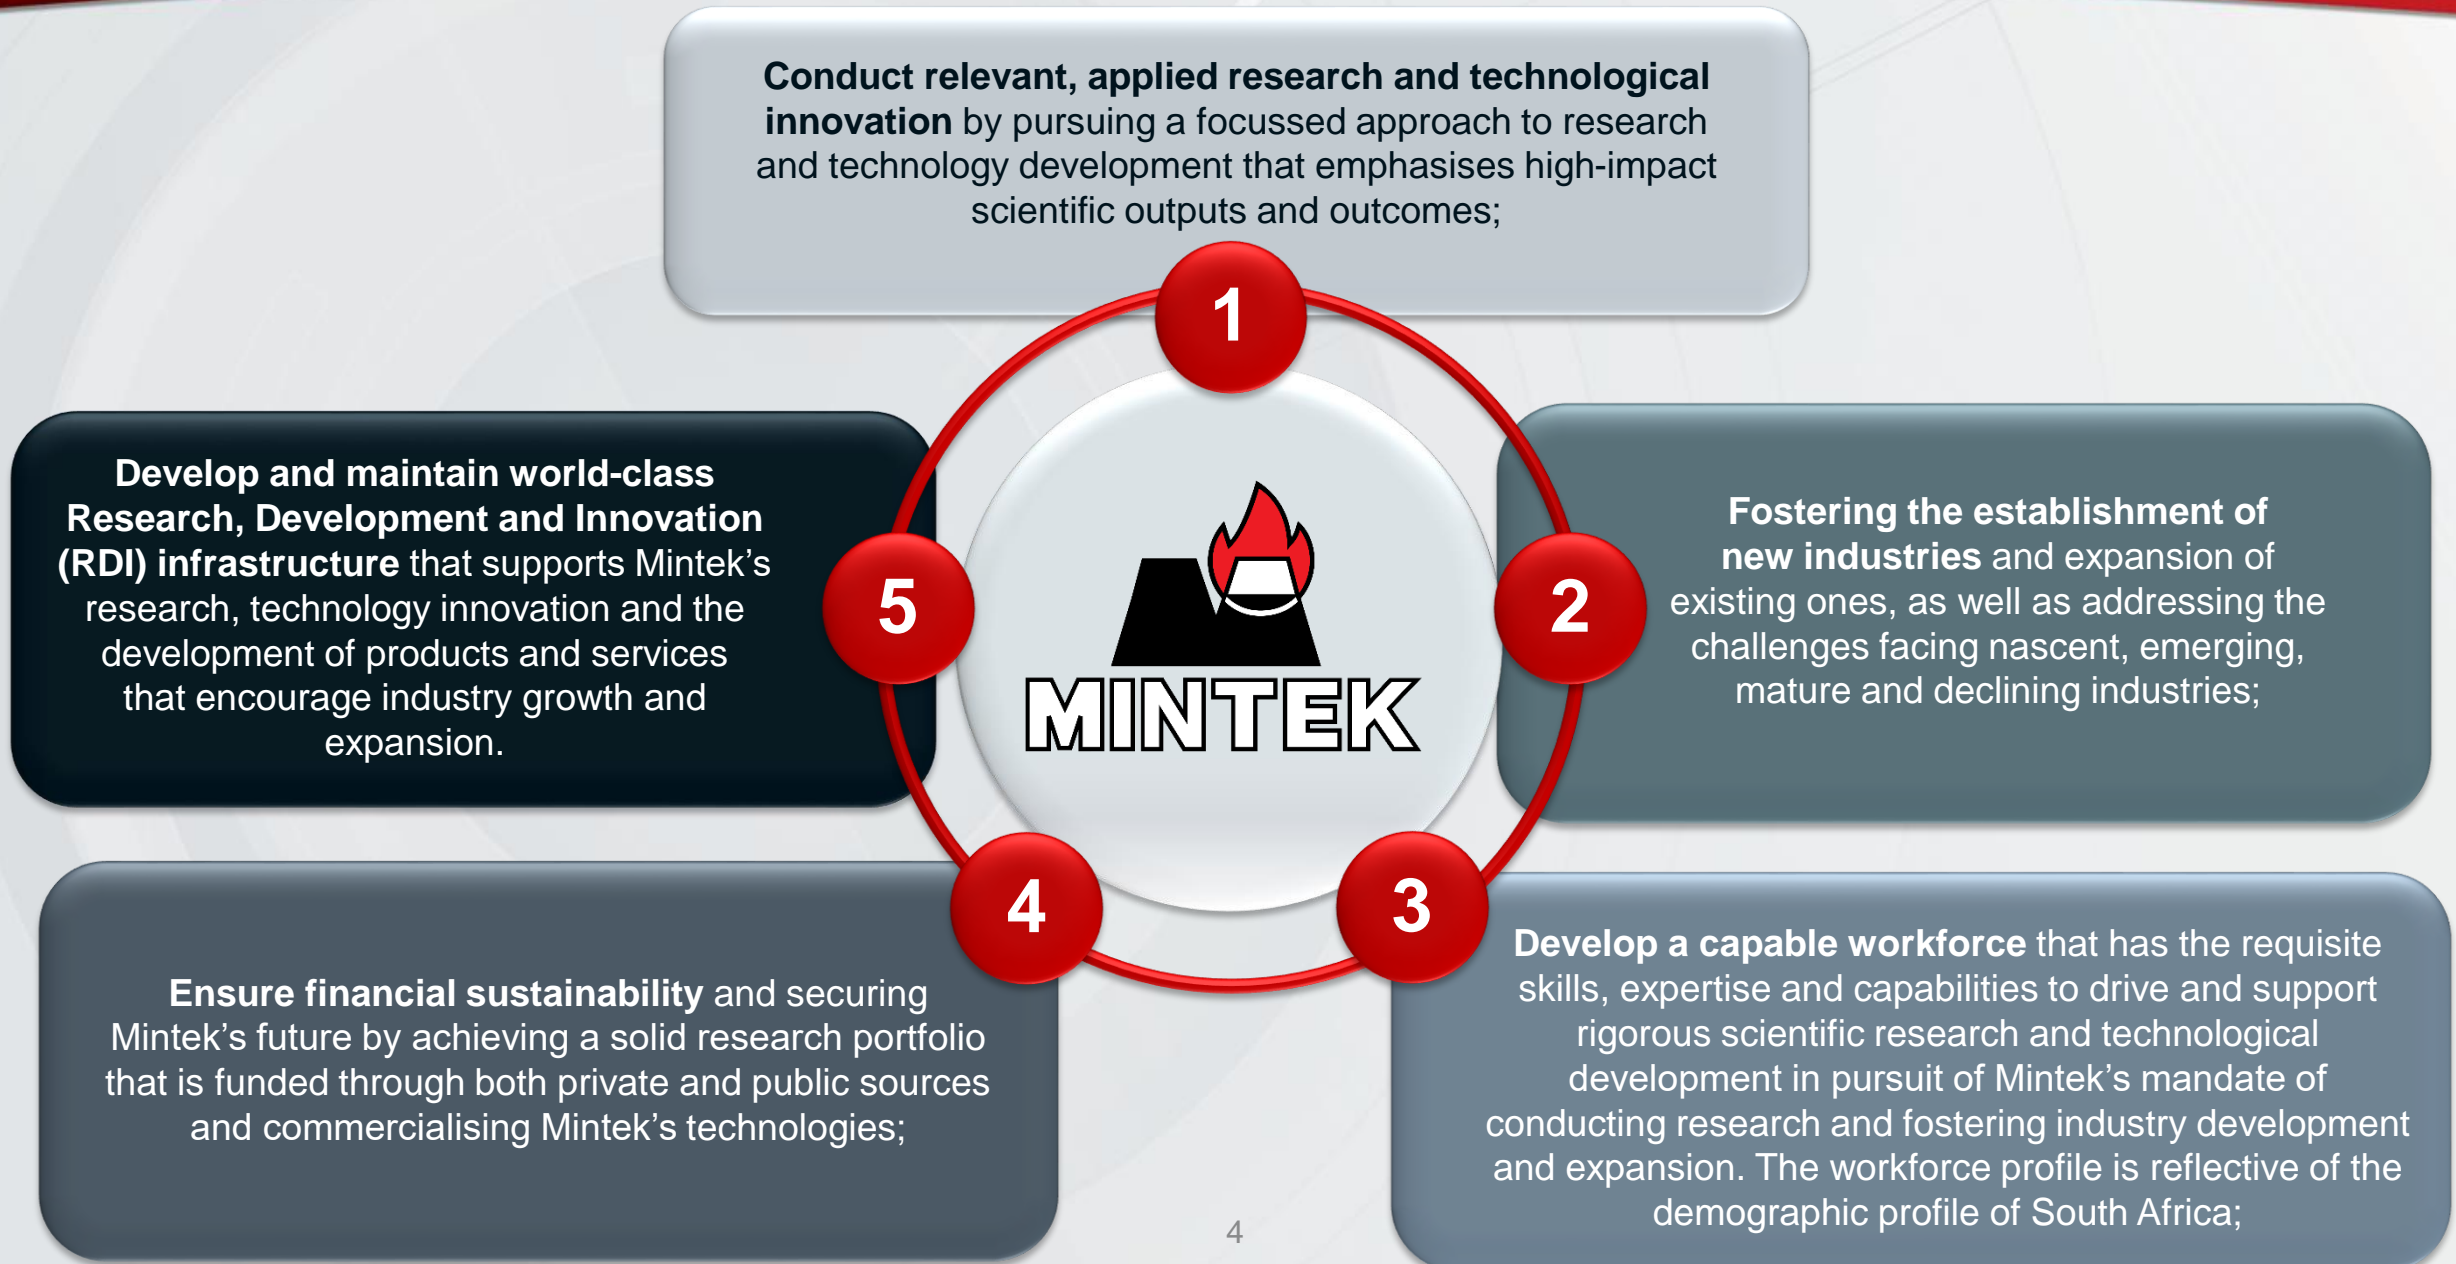 Conduct relevant, applied research and technological
innovation by pursuing a focussed approach to research
and technology development that emphasises high-impact
scientific outputs and outcomes;
1
Fostering the establishment of
new industries and expansion of
existing ones, as well as addressing the
challenges facing nascent, emerging,
mature and declining industries;
2
Develop a capable workforce that has the requisite
skills, expertise and capabilities to drive and support
rigorous scientific research and technological
development in pursuit of Mintek’s mandate of
conducting research and fostering industry development
and expansion. The workforce profile is reflective of the
demographic profile of South Africa;
3
Ensure financial sustainability and securing
Mintek’s future by achieving a solid research portfolio
that is funded through both private and public sources
and commercialising Mintek’s technologies;
4
Develop and maintain world-class
Research, Development and Innovation
(RDI) infrastructure that supports Mintek’s
research, technology innovation and the
development of products and services
that encourage industry growth and
expansion.
5
MINTEK
4